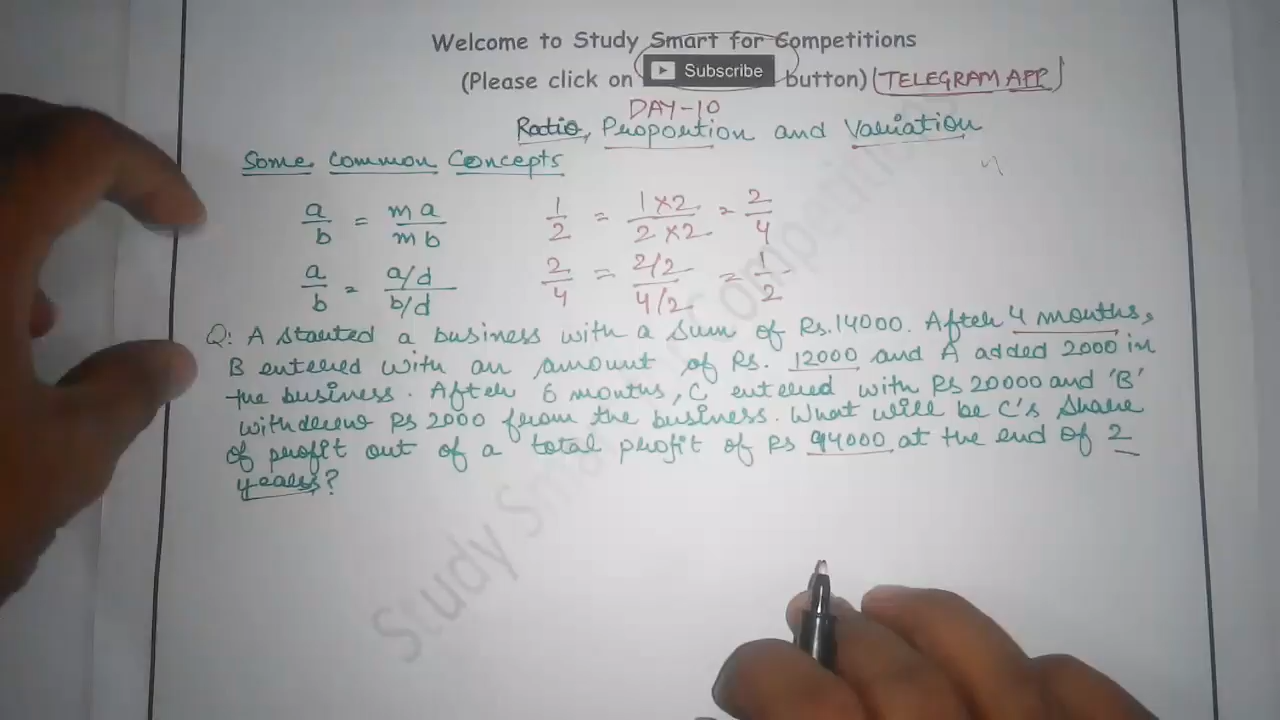 Welcome to Study Smart for Competitions
(Please click on Subscribe button) (TELEGRAM APP)
DAY-10
Ratio, Proportion and Variation
Some Common Concepts
a/b = ma/mb 1/2 = 1×2/2×2 = 2/4
a/b = a/d/b/d 2/4 = 2/2/4/2 = 1/2
Q: A started a business with a sum of Rs.14000. After 4 months,
B entered with an amount of Rs. 12000 and A added 2000 in
the business. After 6 months, C entered with Rs 20000 and 'B'
withdrew Rs 2000 from the business. What will be C's share
of profit out of a total profit of Rs 94000 at the end of 2
years?
Study Smart for Competitions